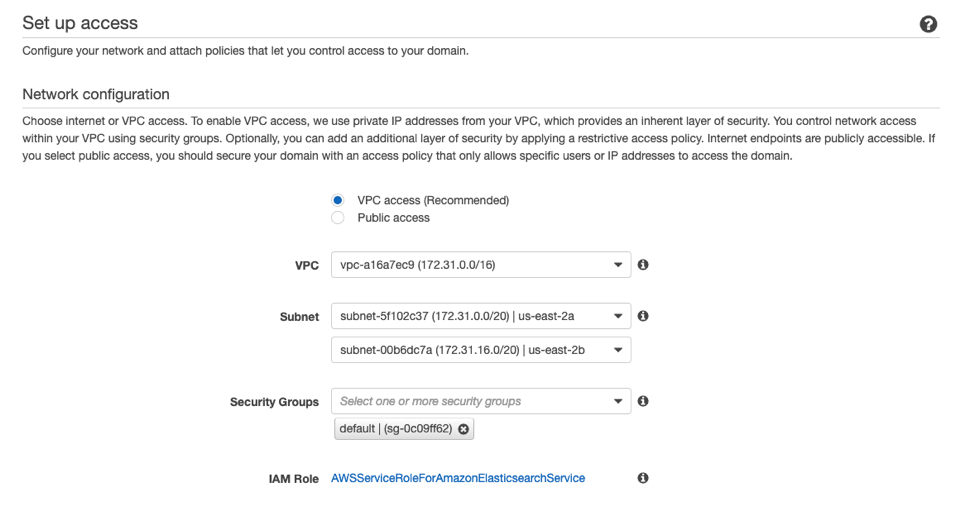 Set up access
Configure your network and attach policies that let you control access to your domain.
Network configuration
Choose internet or VPC access. To enable VPC access, we use private IP addresses from your VPC, which provides an inherent layer of security. You control network access
within your VPC using security groups. Optionally, you can add an additional layer of security by applying a restrictive access policy. Internet endpoints are publicly accessible. If
you select public access, you should secure your domain with an access policy that only allows specific users or IP addresses to access the domain.
VPC access (Recommended)
Public access
VPC vpc-a16a7ec9 (172.31.0.0/16)
Subnet subnet-5f102c37 (172.31.0.0/20) | us-east-2a
subnet-00b6dc7a (172.31.16.0/20) | us-east-2b
Security Groups Select one or more security groups
default | (sg-0c09ff62)
IAM Role AWSServiceRoleForAmazonElasticsearchService